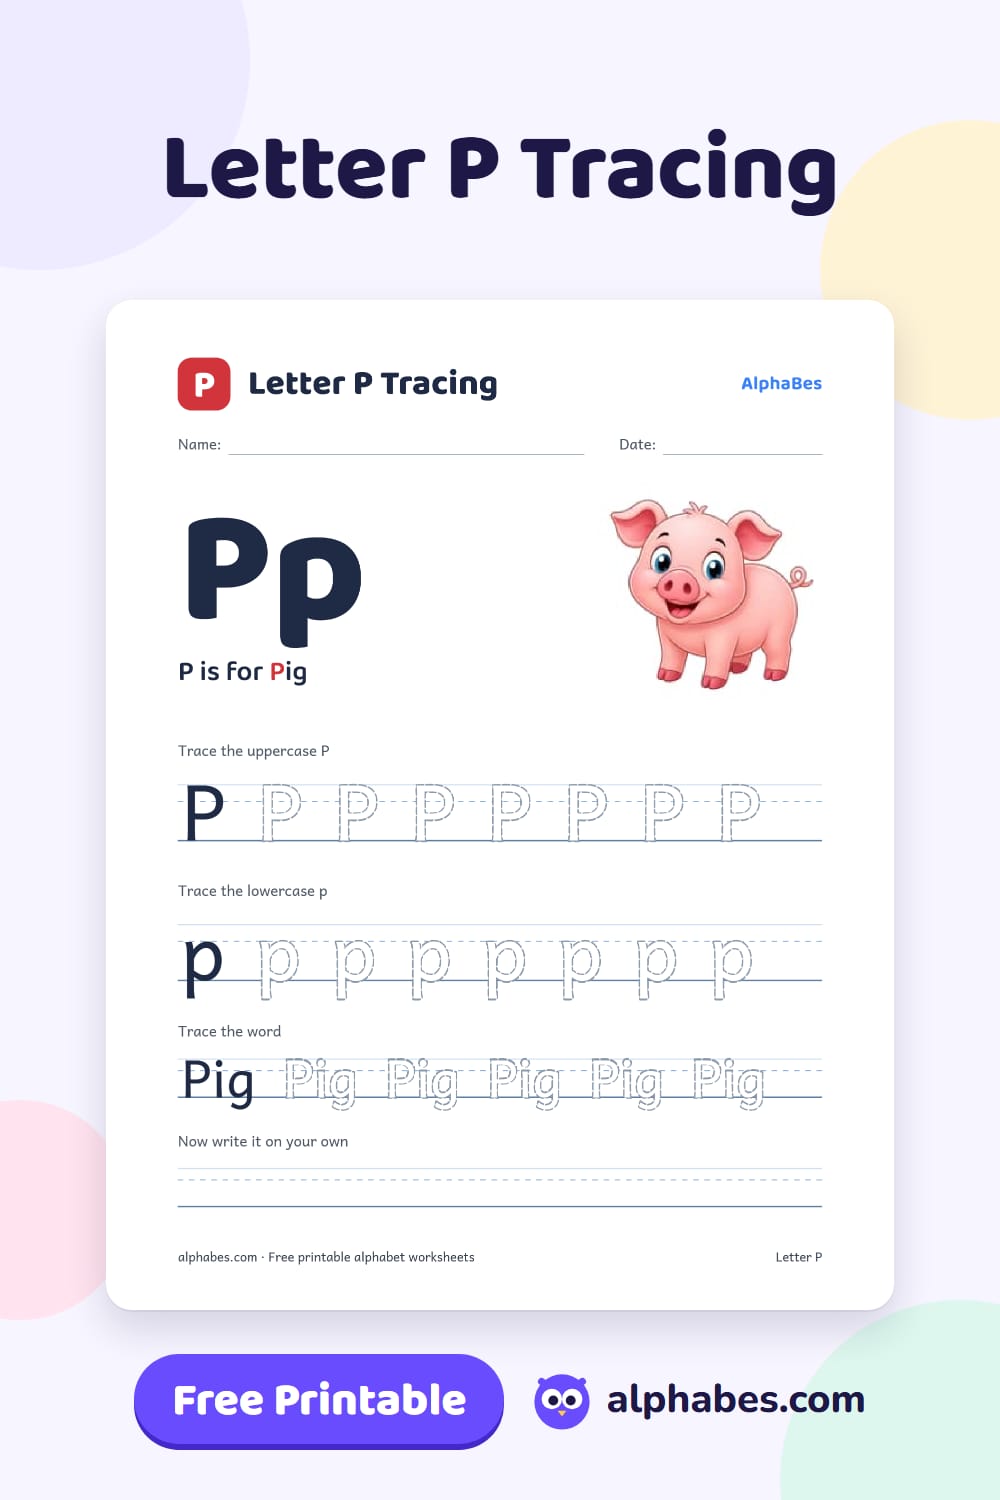 Letter P Tracing
P Letter P Tracing AlphaBes
Name: Date:
Pp
P is for Pig
Trace the uppercase P
P P P P P P P P
Trace the lowercase p
p p p p p p p p
Trace the word
Pig Pig Pig Pig Pig Pig
Now write it on your own
alphabes.com · Free printable alphabet worksheets Letter P
Free Printable alphabes.com